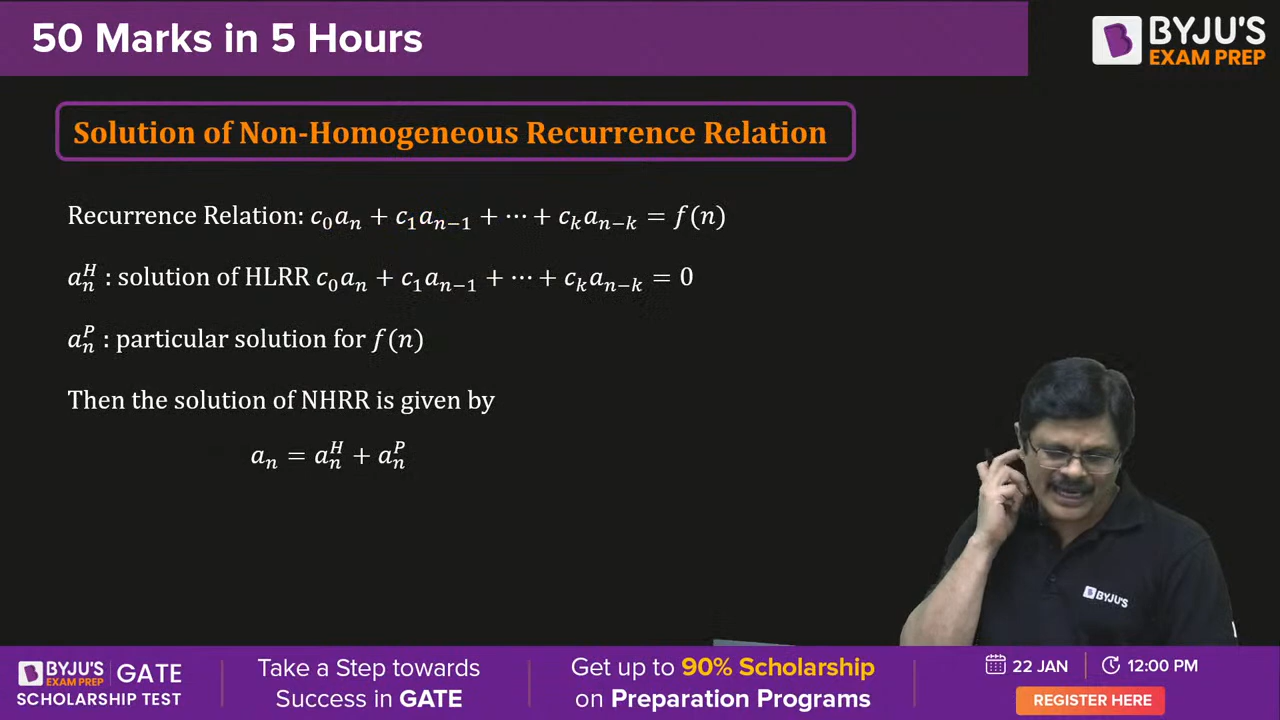 50 Marks in 5 Hours
BYJU'S
EXAM PREP
Solution of Non-Homogeneous Recurrence Relation
Recurrence Relation: c₀aₙ + c₁aₙ₋₁ + ⋯ + cₖaₙ₋ₖ = f(n)
aₙᴴ : solution of HLRR c₀aₙ + c₁aₙ₋₁ + ⋯ + cₖaₙ₋ₖ = 0
aₙᴾ : particular solution for f(n)
Then the solution of NHRR is given by
aₙ = aₙᴴ + aₙᴾ
BYJU'S
BYJU'S
EXAM PREP
GATE
SCHOLARSHIP TEST
Take a Step towards
Success in GATE
Get up to 90% Scholarship
on Preparation Programs
22 JAN
12:00 PM
REGISTER HERE